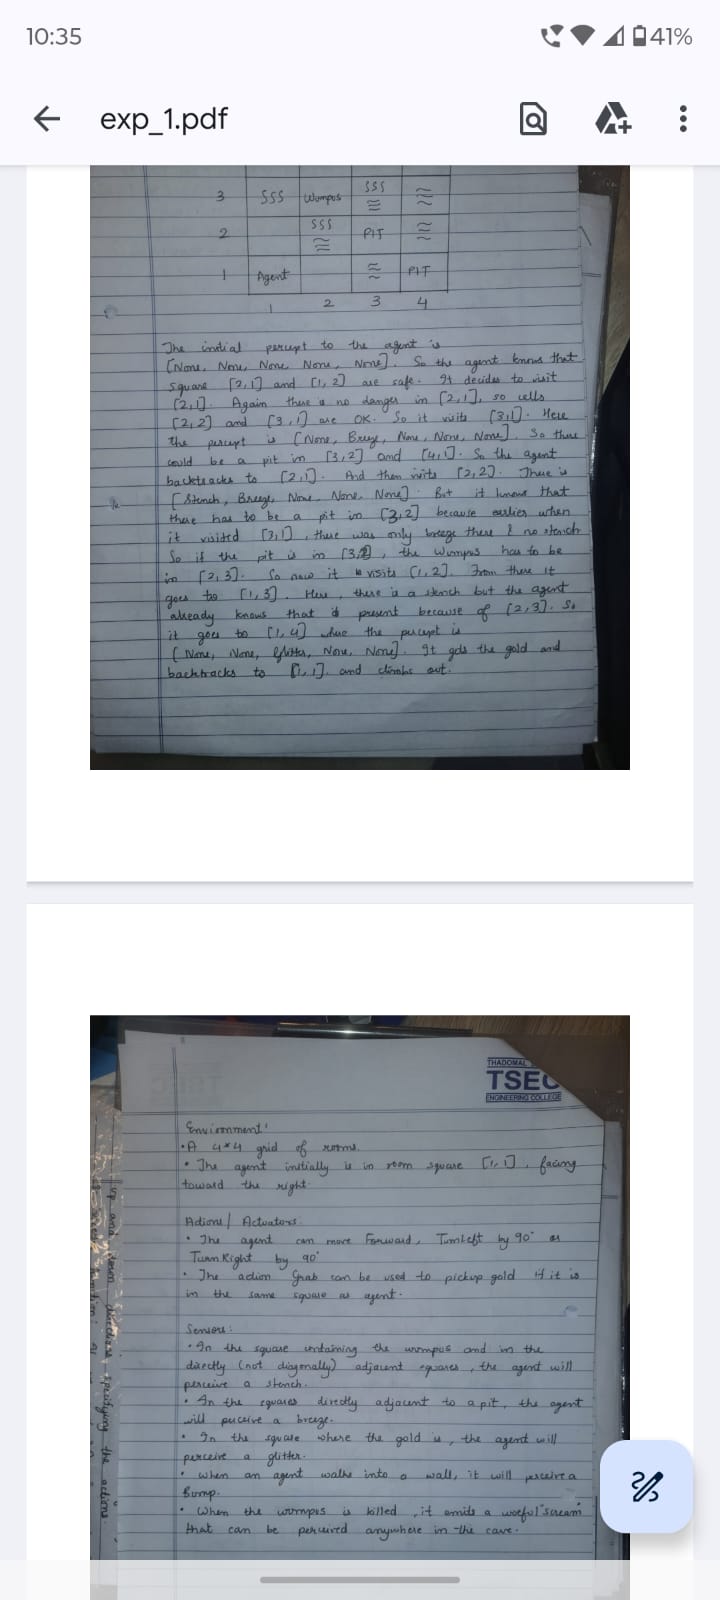 10:35
41%
exp_1.pdf
3 SSS Wumpus SSS
2 SSS PIT
1 Agent PIT
1 2 3 4
The initial percept to the agent is
[None, None, None, None, None]. So the agent knows that
square [2,1] and [1,2] are safe. It decides to visit
[2,1]. Again there is no danger in [2,1], so cells
[2,2] and [3,1] are OK. So it visits [3,1]. Here
the percept is [None, Breeze, None, None, None]. So there
could be a pit in [3,2] and [4,1]. So the agent
backtracks to [2,1]. And then visits [2,2]. There is
[Stench, Breeze, None, None, None]. But it knows that
there has to be a pit in [3,2] because earlier when
it visited [3,1], there was only breeze there & no stench
So if the pit is in [3,2], the Wumpus has to be
in [2,3]. So now it visits [1,2]. From there it
goes to [1,3]. Here, there is a stench but the agent
already knows that is present because of [2,3]. So
it goes to [1,4] where the percept is
[None, None, Glitter, None, None]. It gets the gold and
backtracks to [1,1]. and climbs out.
THADOMAL
TSEC
ENGINEERING COLLEGE
Environment:
• A 4*4 grid of rooms.
• The agent initially is in room square [1,1], facing
toward the right.
Actions / Actuators:
• The agent can move Forward, TurnLeft by 90° or
TurnRight by 90°
• The action Grab can be used to pickup gold if it is
in the same square as agent.
Sensors:
• In the square containing the wumpus and in the
directly (not diagonally) adjacent squares, the agent will
perceive a stench.
• In the squares directly adjacent to a pit, the agent
will perceive a breeze.
• In the square where the gold is, the agent will
perceive a glitter.
• When an agent walks into a wall, it will perceive a
Bump.
• When the wumpus is killed, it emits a woeful scream
that can be perceived anywhere in the cave.
specifying the actions.